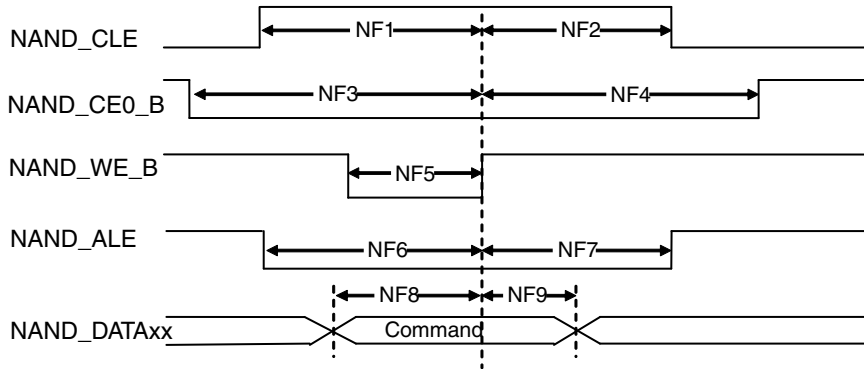 NAND_CLE NF1 NF2
NAND_CE0_B NF3 NF4
NAND_WE_B NF5
NAND_ALE NF6 NF7
NF8 NF9
NAND_DATAxx Command